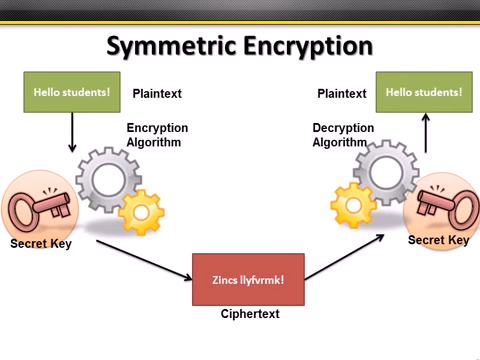 Symmetric Encryption
Hello students!
Plaintext
Plaintext
Hello students!
Encryption
Algorithm
Decryption
Algorithm
Secret Key
Secret Key
Zincs llyfvrmk!
Ciphertext